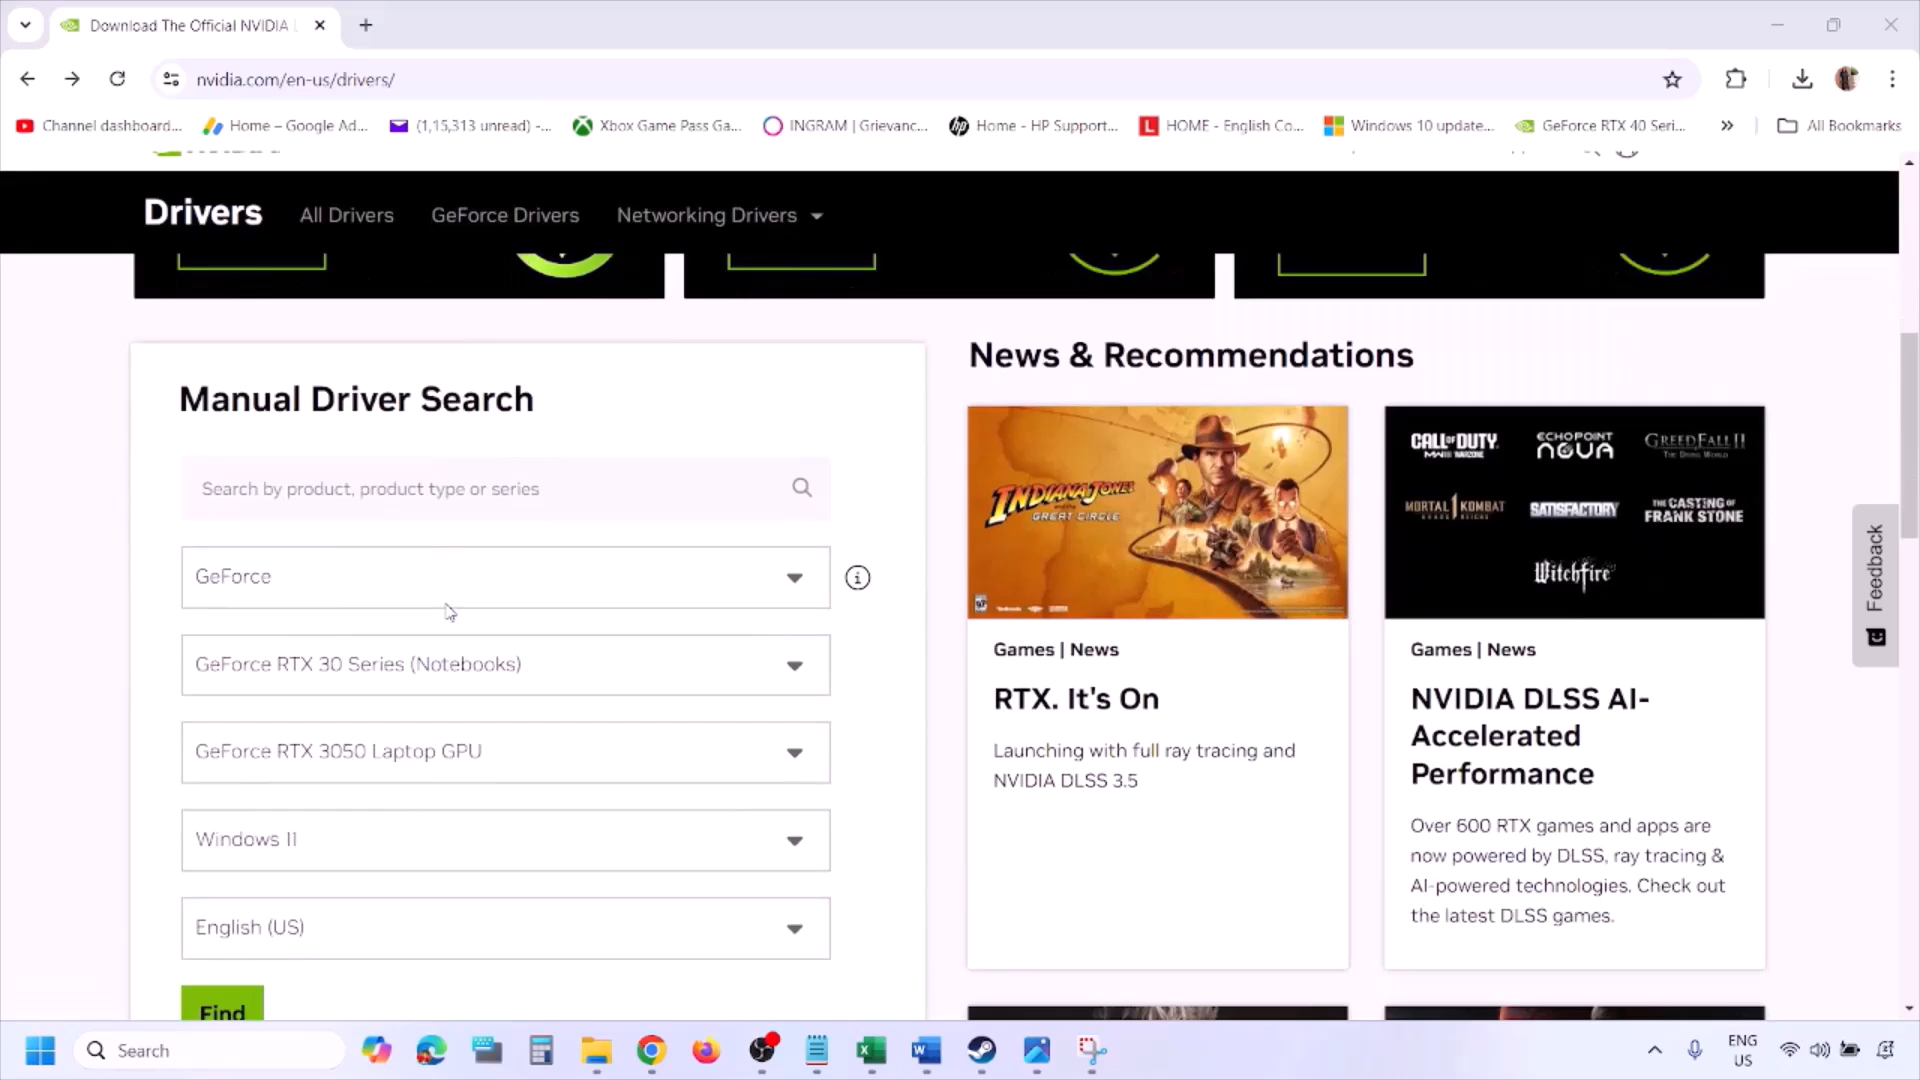 Download The Official NVIDIA
nvidia.com/en-us/drivers/
Channel dashboard...
Home – Google Ad...
(1,15,313 unread) -...
Xbox Game Pass Ga...
INGRAM | Grievanc...
Home - HP Support...
HOME - English Co...
Windows 10 update...
GeForce RTX 40 Seri...
All Bookmarks
Drivers
All Drivers
GeForce Drivers
Networking Drivers
Manual Driver Search
Search by product, product type or series
GeForce
GeForce RTX 30 Series (Notebooks)
GeForce RTX 3050 Laptop GPU
Windows 11
English (US)
Find
News & Recommendations
INDIANA JONES
GREAT CIRCLE
Games | News
RTX. It's On
Launching with full ray tracing and
NVIDIA DLSS 3.5
CALL OF DUTY
ECHOPOINT
NOVA
GREEDFALL II
MORTAL KOMBAT 1
SATISFACTORY
THE CASTING OF
FRANK STONE
Witchfire
Games | News
NVIDIA DLSS AI-
Accelerated
Performance
Over 600 RTX games and apps are
now powered by DLSS, ray tracing &
AI-powered technologies. Check out
the latest DLSS games.
Feedback
Search
ENG
US